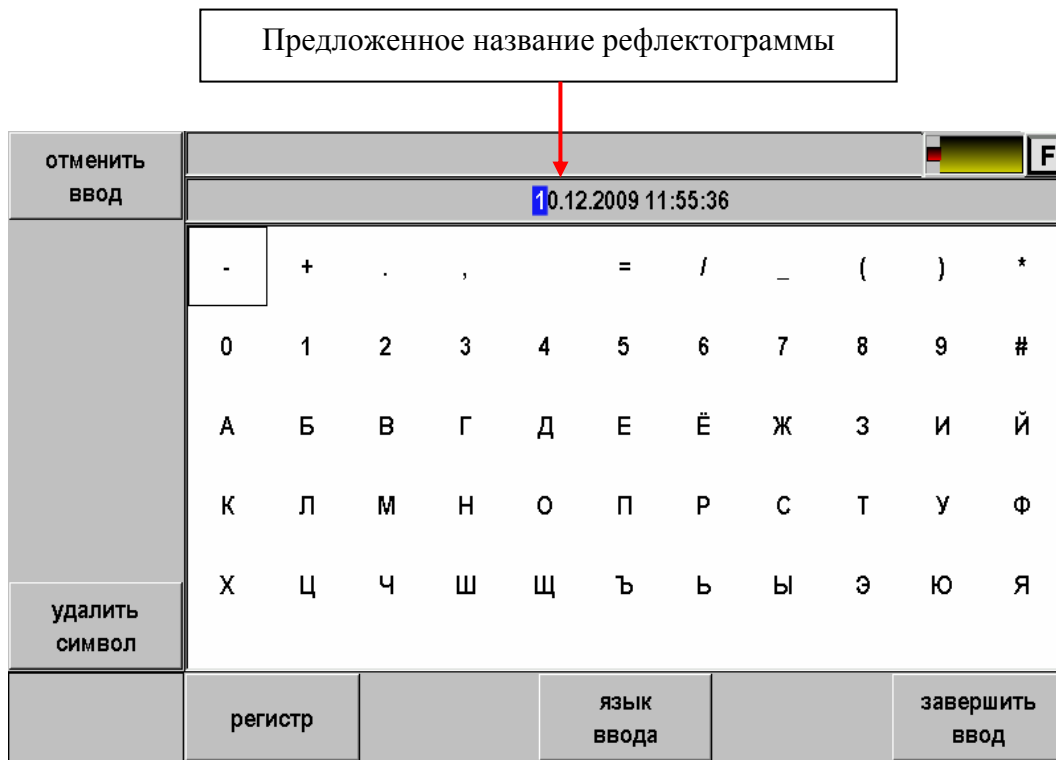 Предложенное название рефлектограммы
отменить
ввод
F
10.12.2009 11:55:36
- + . , = / _ ( ) *
0 1 2 3 4 5 6 7 8 9 #
А Б В Г Д Е Ё Ж З И Й
К Л М Н О П Р С Т У Ф
Х Ц Ч Ш Щ Ъ Ь Ы Э Ю Я
удалить
символ
регистр
язык
ввода
завершить
ввод